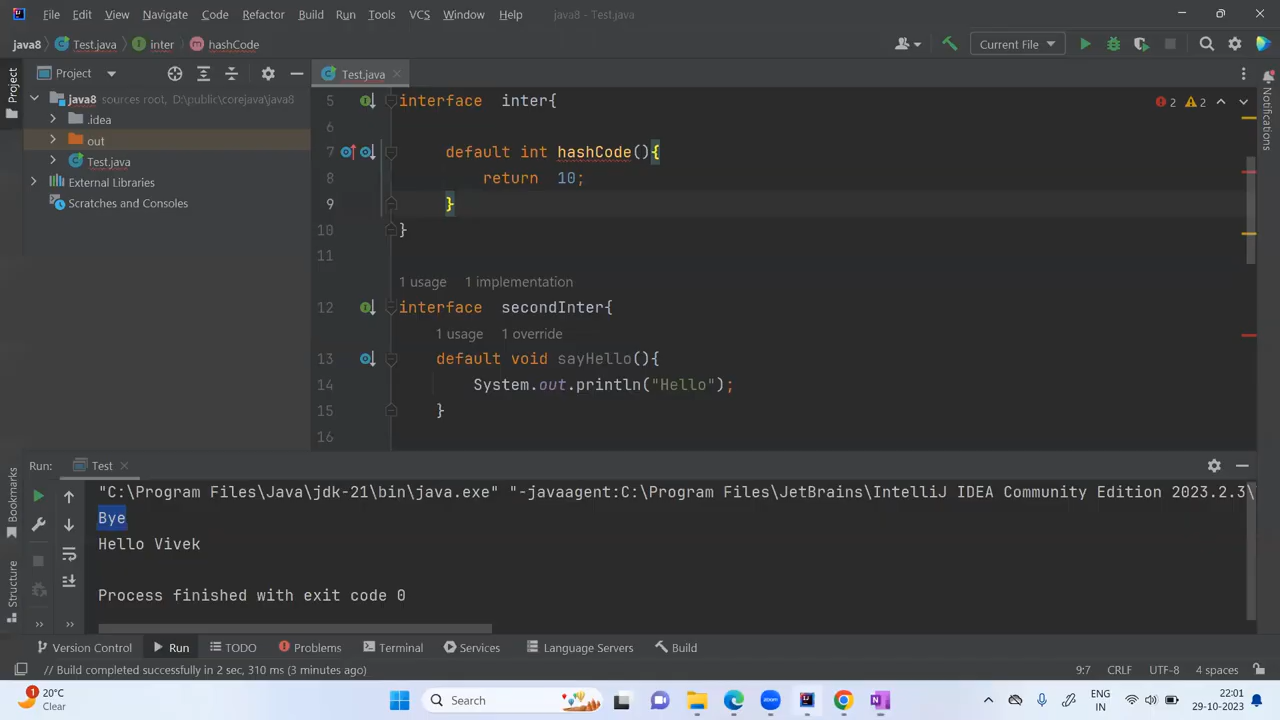 File Edit View Navigate Code Refactor Build Run Tools VCS Window Help java8 - Test.java
java8 Test.java inter hashCode Current File
Project Test.java
java8 sources root, D:\public\corejava\java8
.idea
out
Test.java
External Libraries
Scratches and Consoles
Project
Notifications
2 2
5 interface inter{
6
7 default int hashCode(){
8 return 10;
9 }
10 }
11
1 usage 1 implementation
12 interface secondInter{
1 usage 1 override
13 default void sayHello(){
14 System.out.println("Hello");
15 }
16
Run: Test
"C:\Program Files\Java\jdk-21\bin\java.exe" "-javaagent:C:\Program Files\JetBrains\IntelliJ IDEA Community Edition 2023.2.3\
Bye
Hello Vivek
Process finished with exit code 0
Bookmarks
Structure
Version Control Run TODO Problems Terminal Services Language Servers Build
// Build completed successfully in 2 sec, 310 ms (3 minutes ago) 9:7 CRLF UTF-8 4 spaces
1 20°C
Clear
Search
ENG
IN
22:01
29-10-2023